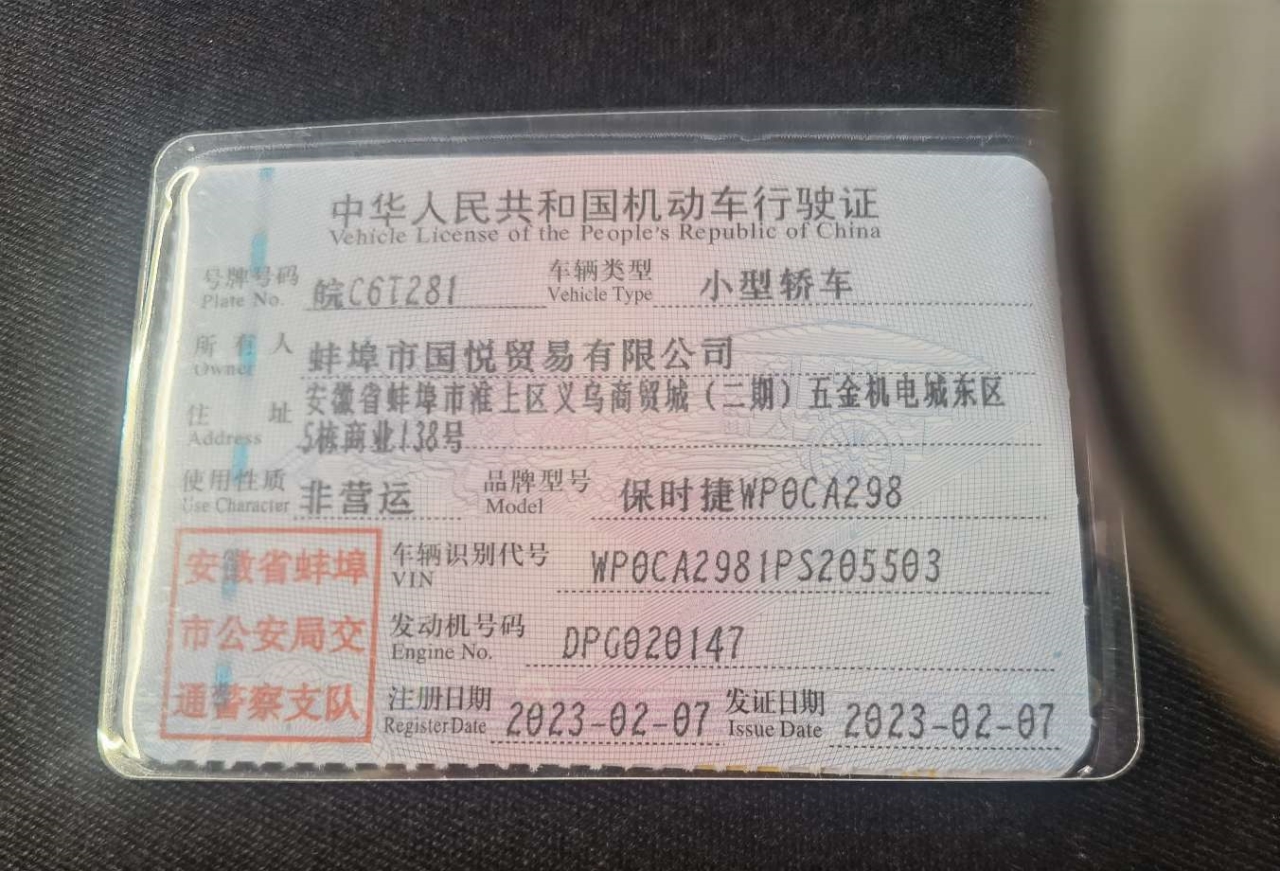 中华人民共和国机动车行驶证
Vehicle License of the People's Republic of China
号牌号码 皖C6T281 车辆类型 小型轿车
Plate No. Vehicle Type
所有人 蚌埠市国悦贸易有限公司
Owner
住址 安徽省蚌埠市淮上区义乌商贸城（二期）五金机电城东区
Address 5栋商业138号
使用性质 非营运 品牌型号 保时捷WP0CA298
Use Character Model
安徽省蚌埠 车辆识别代号 WP0CA2981PS205503
VIN
市公安局交 发动机号码 DPG020147
Engine No.
通警察支队 注册日期 2023-02-07 发证日期 2023-02-07
Register Date Issue Date